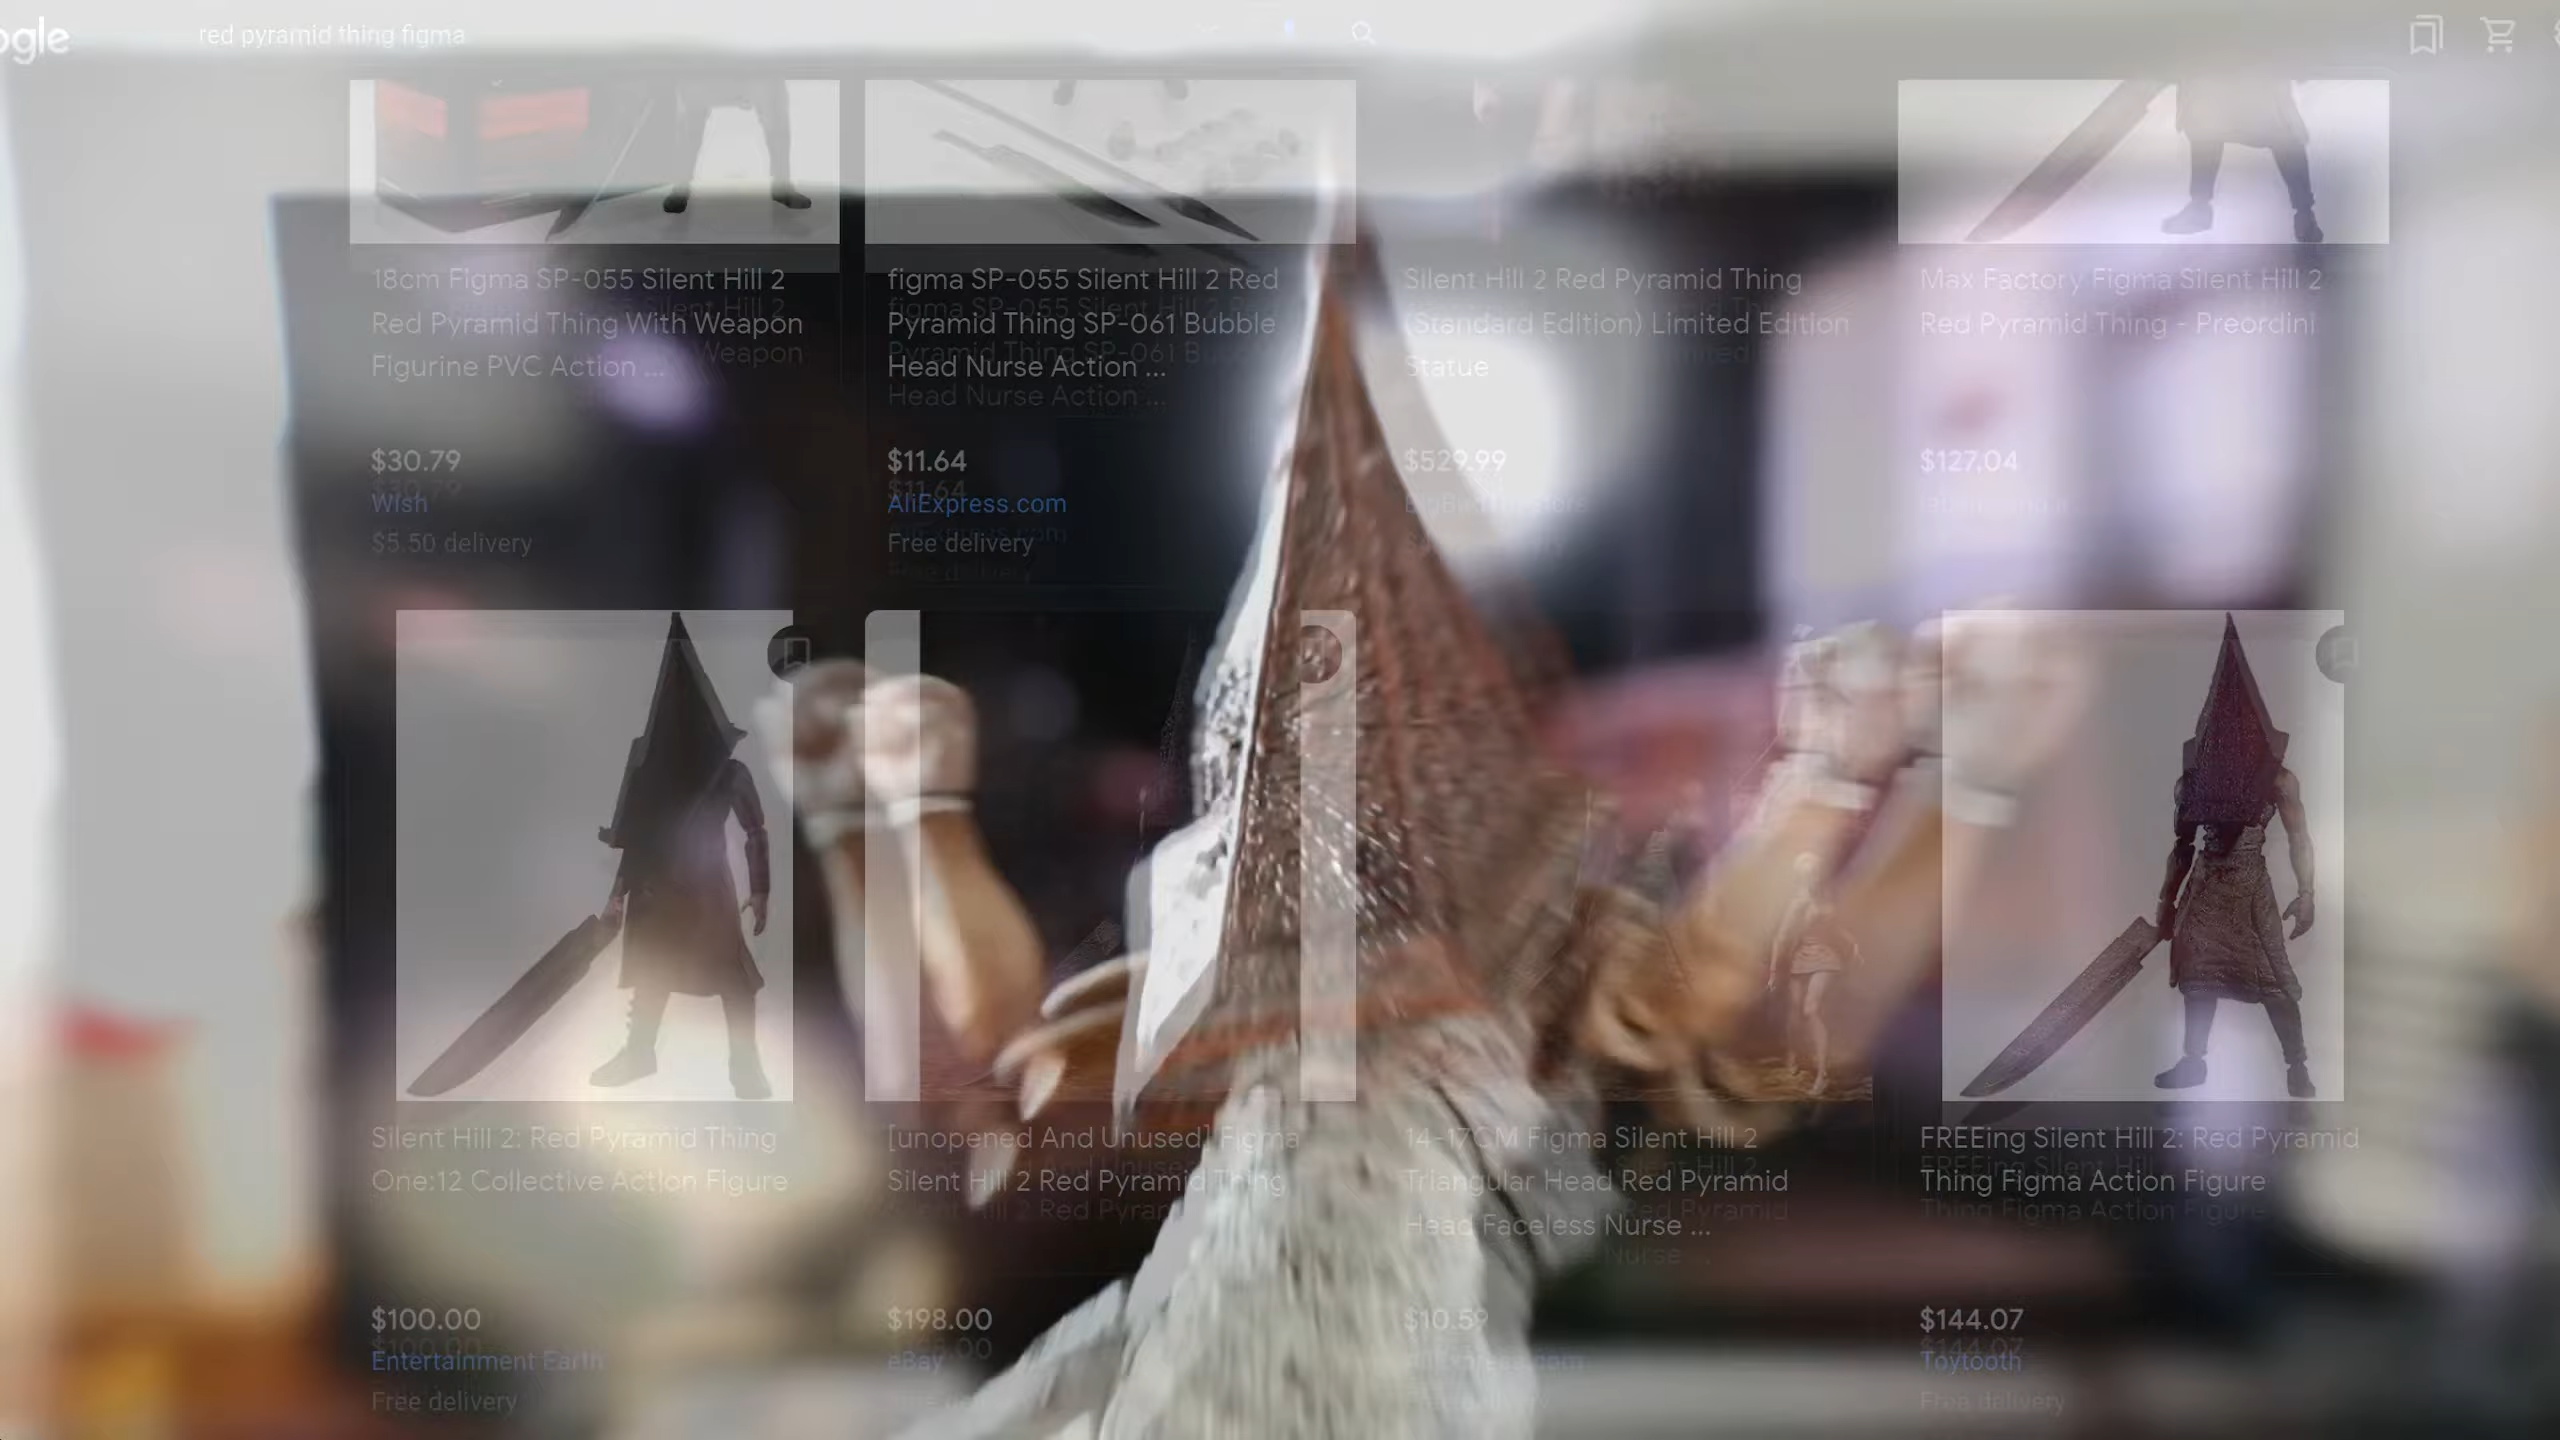 ogle
red pyramid thing figma
18cm Figma SP-055 Silent Hill 2
Red Pyramid Thing With Weapon
Figurine PVC Action ...
$30.79
Wish
$5.50 delivery
figma SP-055 Silent Hill 2 Red
Pyramid Thing SP-061 Bubble
Head Nurse Action ...
$11.64
AliExpress.com
Free delivery
Silent Hill 2 Red Pyramid Thing
(Standard Edition) Limited Edition
Statue
$529.99
Max Factory Figma Silent Hill 2
Red Pyramid Thing - Preordini
$127.04
Silent Hill 2: Red Pyramid Thing
One:12 Collective Action Figure
$100.00
Entertainment Earth
Free delivery
[unopened And Unused] Figma
Silent Hill 2 Red Pyramid Thing
$198.00
eBay
14-17CM Figma Silent Hill 2
Triangular Head Red Pyramid
Head Faceless Nurse ...
$10.59
AliExpress.com
FREEing Silent Hill 2: Red Pyramid
Thing Figma Action Figure
$144.07
Toytooth
Free delivery